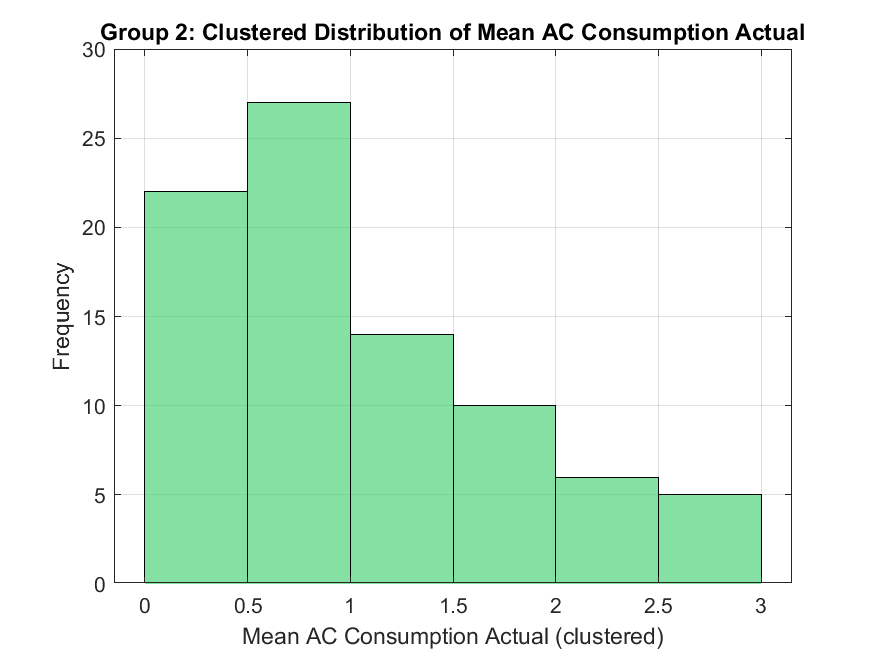 Group 2: Clustered Distribution of Mean AC Consumption Actual
30
25
20
15
10
5
0
Frequency
0 0.5 1 1.5 2 2.5 3
Mean AC Consumption Actual (clustered)